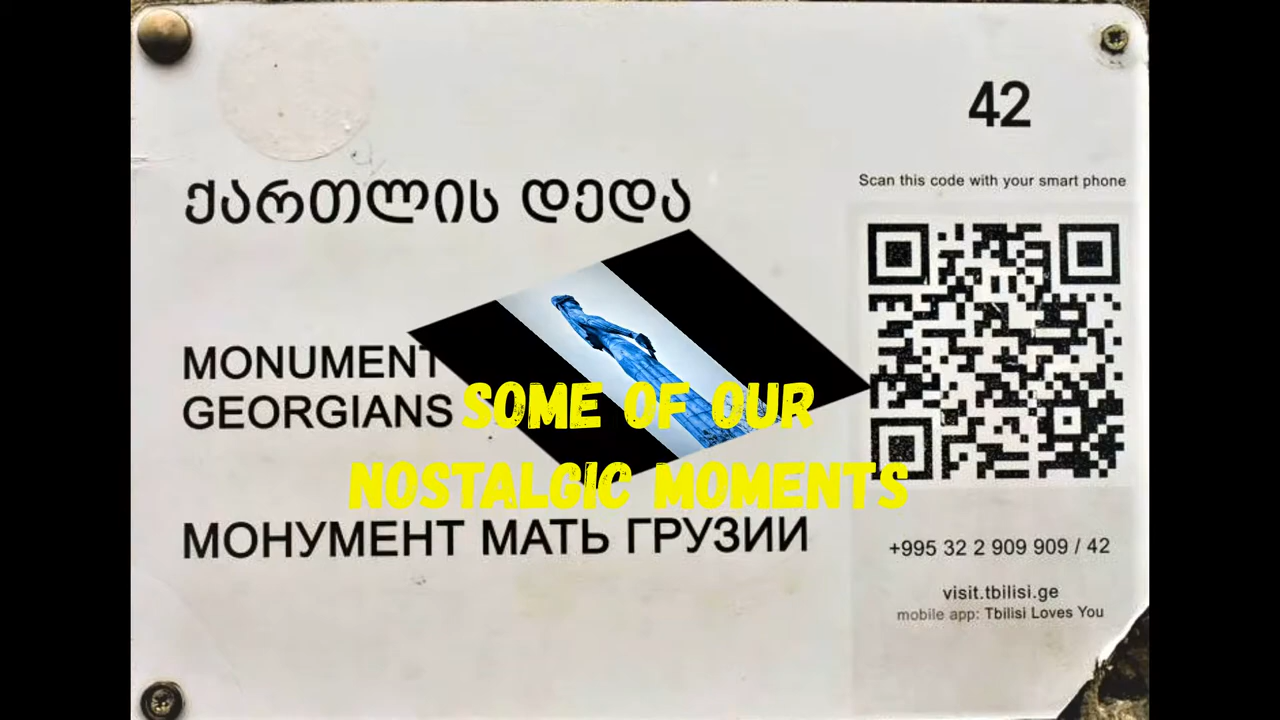 42
Scan this code with your smart phone
ქართლის დედა
MONUMENT
GEORGIANS
SOME OF OUR
NOSTALGIC MOMENTS
МОНУМЕНТ МАТЬ ГРУЗИИ
+995 32 2 909 909 / 42
visit.tbilisi.ge
mobile app: Tbilisi Loves You